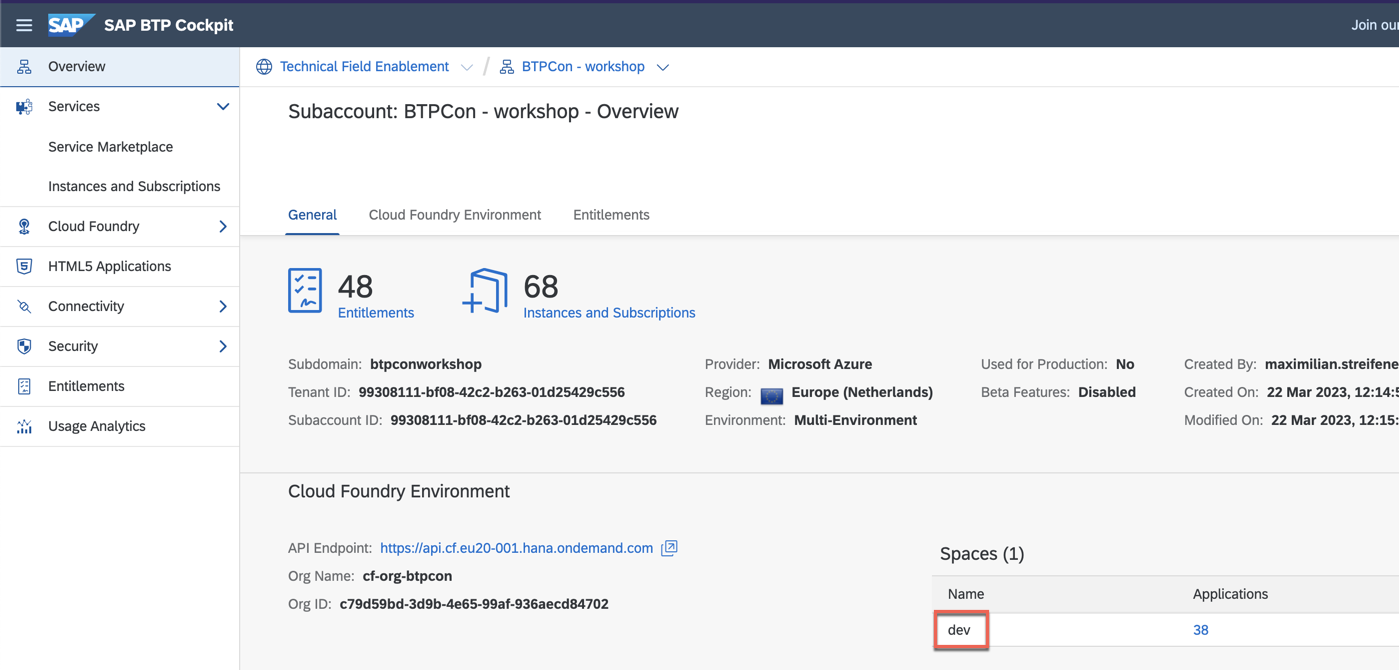 SAP SAP BTP Cockpit Join our
Overview
Services
Service Marketplace
Instances and Subscriptions
Cloud Foundry
HTML5 Applications
Connectivity
Security
Entitlements
Usage Analytics
Technical Field Enablement / BTPCon - workshop
Subaccount: BTPCon - workshop - Overview
General Cloud Foundry Environment Entitlements
48
Entitlements
68
Instances and Subscriptions
Subdomain: btpconworkshop
Tenant ID: 99308111-bf08-42c2-b263-01d25429c556
Subaccount ID: 99308111-bf08-42c2-b263-01d25429c556
Provider: Microsoft Azure
Region: Europe (Netherlands)
Environment: Multi-Environment
Used for Production: No
Beta Features: Disabled
Created By: maximilian.streifene
Created On: 22 Mar 2023, 12:14:5
Modified On: 22 Mar 2023, 12:15:
Cloud Foundry Environment
API Endpoint: https://api.cf.eu20-001.hana.ondemand.com
Org Name: cf-org-btpcon
Org ID: c79d59bd-3d9b-4e65-99af-936aecd84702
Spaces (1)
Name Applications
dev 38